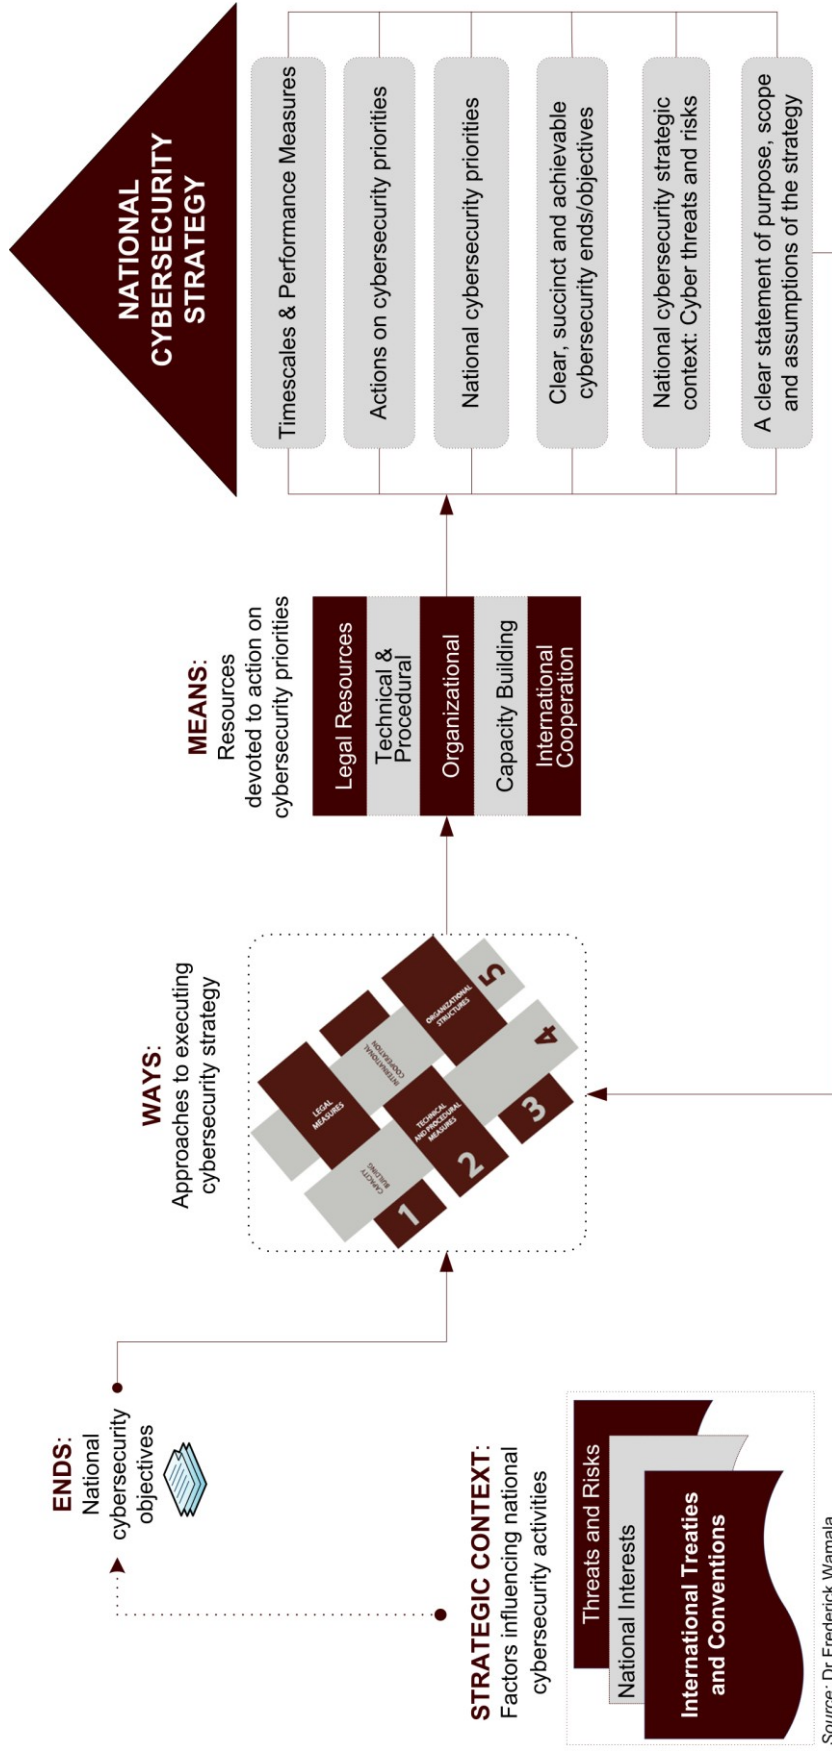 ENDS:
National
cybersecurity
objectives
STRATEGIC CONTEXT:
Factors influencing national
cybersecurity activities
Threats and Risks
National Interests
International Treaties
and Conventions
Source: Dr Frederick Wamala
WAYS:
Approaches to executing
cybersecurity strategy
LEGAL
MEASURES
INTERNATIONAL
COOPERATION
ORGANIZATIONAL
STRUCTURES
CAPACITY
BUILDING
TECHNICAL
AND PROCEDURAL
MEASURES
1
2
3
4
5
MEANS:
Resources
devoted to action on
cybersecurity priorities
Legal Resources
Technical &
Procedural
Organizational
Capacity Building
International
Cooperation
NATIONAL
CYBERSECURITY
STRATEGY
Timescales & Performance Measures
Actions on cybersecurity priorities
National cybersecurity priorities
Clear, succinct and achievable
cybersecurity ends/objectives
National cybersecurity strategic
context: Cyber threats and risks
A clear statement of purpose, scope
and assumptions of the strategy